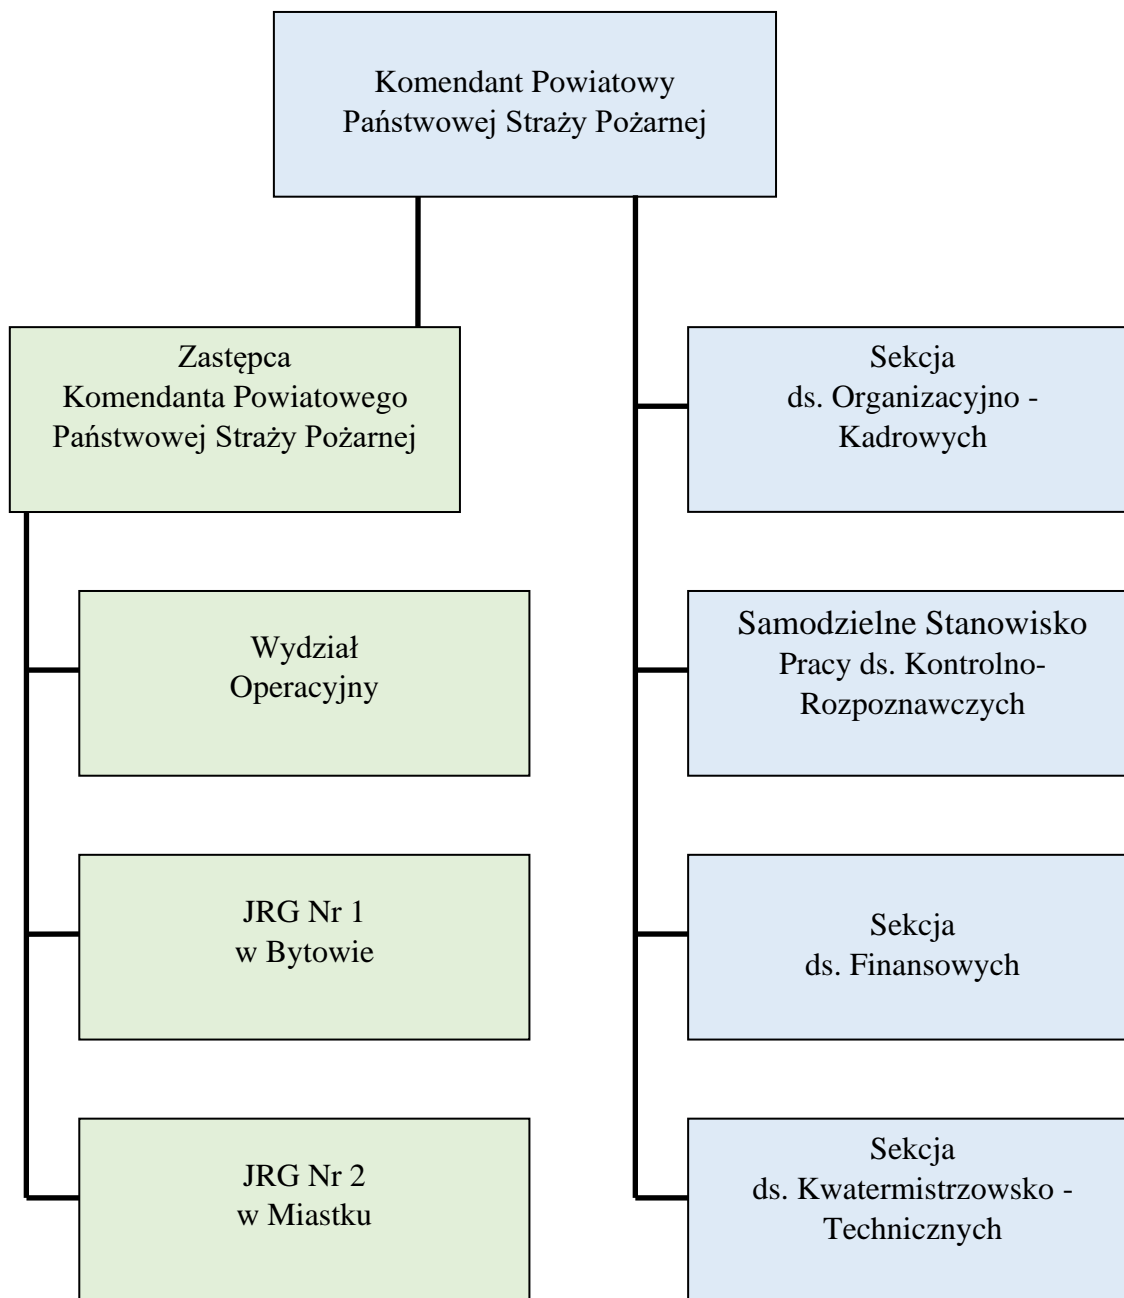 Komendant Powiatowy
Państwowej Straży Pożarnej
Zastępca
Komendanta Powiatowego
Państwowej Straży Pożarnej
Wydział
Operacyjny
JRG Nr 1
w Bytowie
JRG Nr 2
w Miastku
Sekcja
ds. Organizacyjno -
Kadrowych
Samodzielne Stanowisko
Pracy ds. Kontrolno-
Rozpoznawczych
Sekcja
ds. Finansowych
Sekcja
ds. Kwatermistrzowsko -
Technicznych